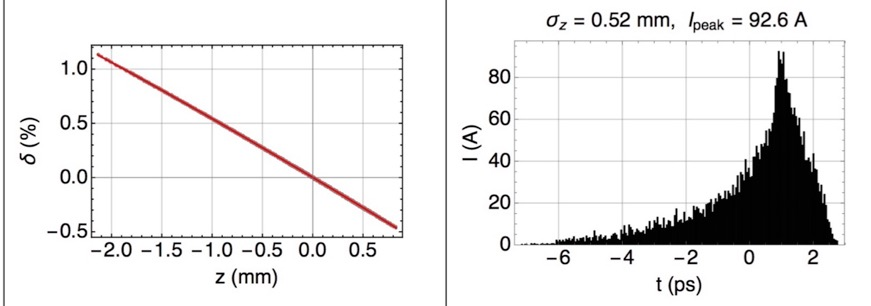 1.0
0.5
0.0
−0.5
δ (%)
−2.0 −1.5 −1.0 −0.5 0.0 0.5
z (mm)
σz = 0.52 mm, Ipeak = 92.6 A
80
60
40
20
0
I (A)
−6 −4 −2 0 2
t (ps)